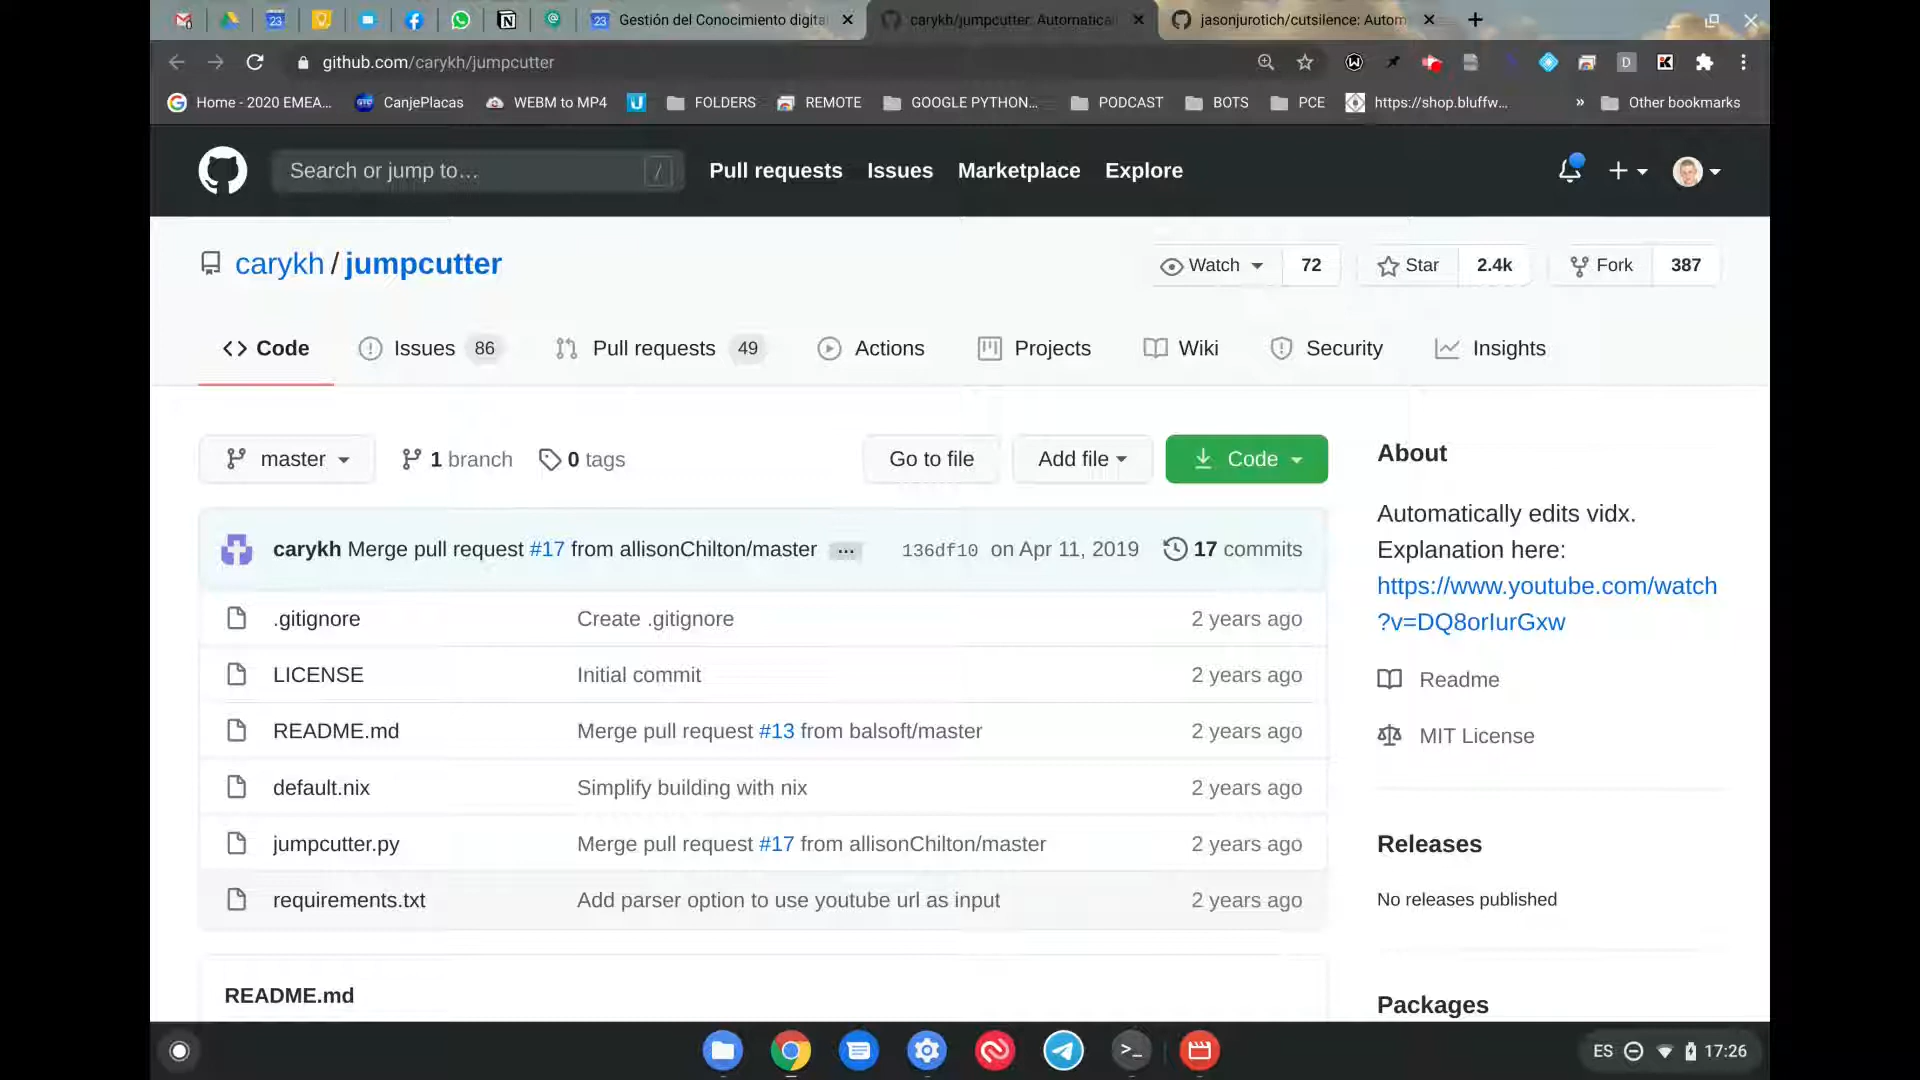 23
23
Gestión del Conocimiento digita
carykh/jumpcutter: Automatical
jasonjurotich/cutsilence: Autom
github.com/carykh/jumpcutter
Home - 2020 EMEA...
CanjePlacas
WEBM to MP4
FOLDERS
REMOTE
GOOGLE PYTHON...
PODCAST
BOTS
PCE
https://shop.bluffw...
»
Other bookmarks
Search or jump to...
/
Pull requests
Issues
Marketplace
Explore
carykh / jumpcutter
Watch 72
Star 2.4k
Fork 387
Code
Issues 86
Pull requests 49
Actions
Projects
Wiki
Security
Insights
master
1 branch
0 tags
Go to file
Add file
Code
carykh Merge pull request #17 from allisonChilton/master ... 136df10 on Apr 11, 2019 17 commits
.gitignore Create .gitignore 2 years ago
LICENSE Initial commit 2 years ago
README.md Merge pull request #13 from balsoft/master 2 years ago
default.nix Simplify building with nix 2 years ago
jumpcutter.py Merge pull request #17 from allisonChilton/master 2 years ago
requirements.txt Add parser option to use youtube url as input 2 years ago
README.md
About
Automatically edits vidx.
Explanation here:
https://www.youtube.com/watch
?v=DQ8orIurGxw
Readme
MIT License
Releases
No releases published
Packages
ES 17:26